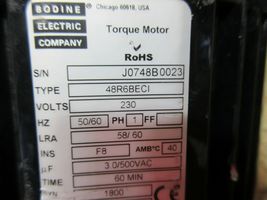 BODINE
ELECTRIC
COMPANY
Chicago 60618, USA
Torque Motor
RoHS
S/N J0748B0023
TYPE 48R6BECI
VOLTS 230
HZ 50/60 PH 1 FF
LRA 58/60
INS F8 AMB°C 40
µF 3.0/500VAC
TIME 60 MIN
SYN 1800